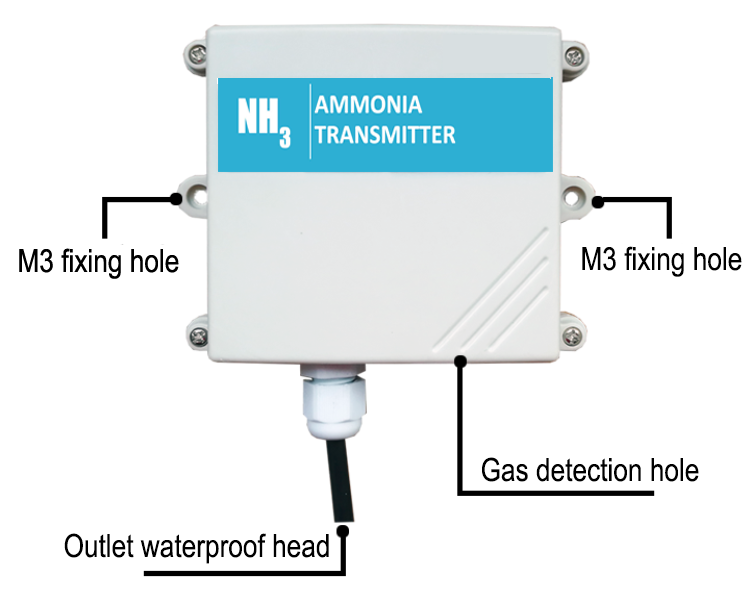 NH3
AMMONIA
TRANSMITTER
M3 fixing hole
M3 fixing hole
Gas detection hole
Outlet waterproof head